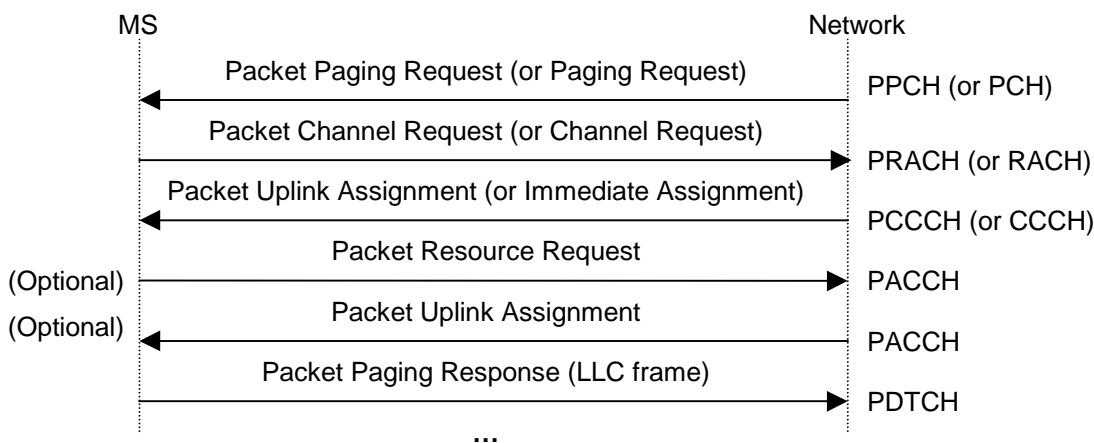 MS Network
Packet Paging Request (or Paging Request) PPCH (or PCH)
Packet Channel Request (or Channel Request) PRACH (or RACH)
Packet Uplink Assignment (or Immediate Assignment) PCCCH (or CCCH)
Packet Resource Request
(Optional) PACCH
Packet Uplink Assignment
(Optional) PACCH
Packet Paging Response (LLC frame) PDTCH
...